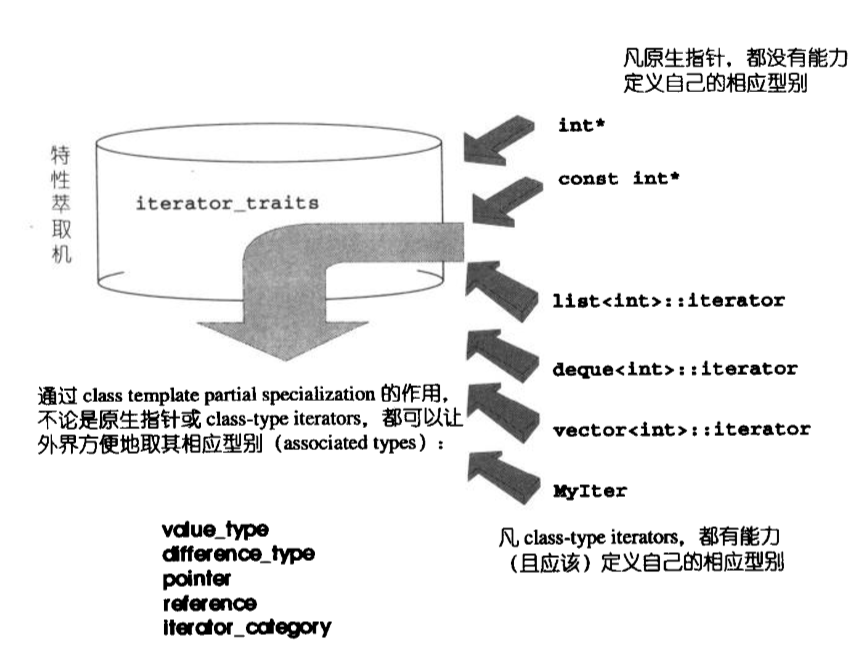 凡原生指针，都没有能力
定义自己的相应型别
int*
const int*
特性萃取机
iterator_traits
list<int>::iterator
deque<int>::iterator
vector<int>::iterator
MyIter
通过 class template partial specialization 的作用，
不论是原生指针或 class-type iterators，都可以让
外界方便地取其相应型别（associated types）：
value_type
difference_type
pointer
reference
iterator_category
凡 class-type iterators，都有能力
（且应该）定义自己的相应型别